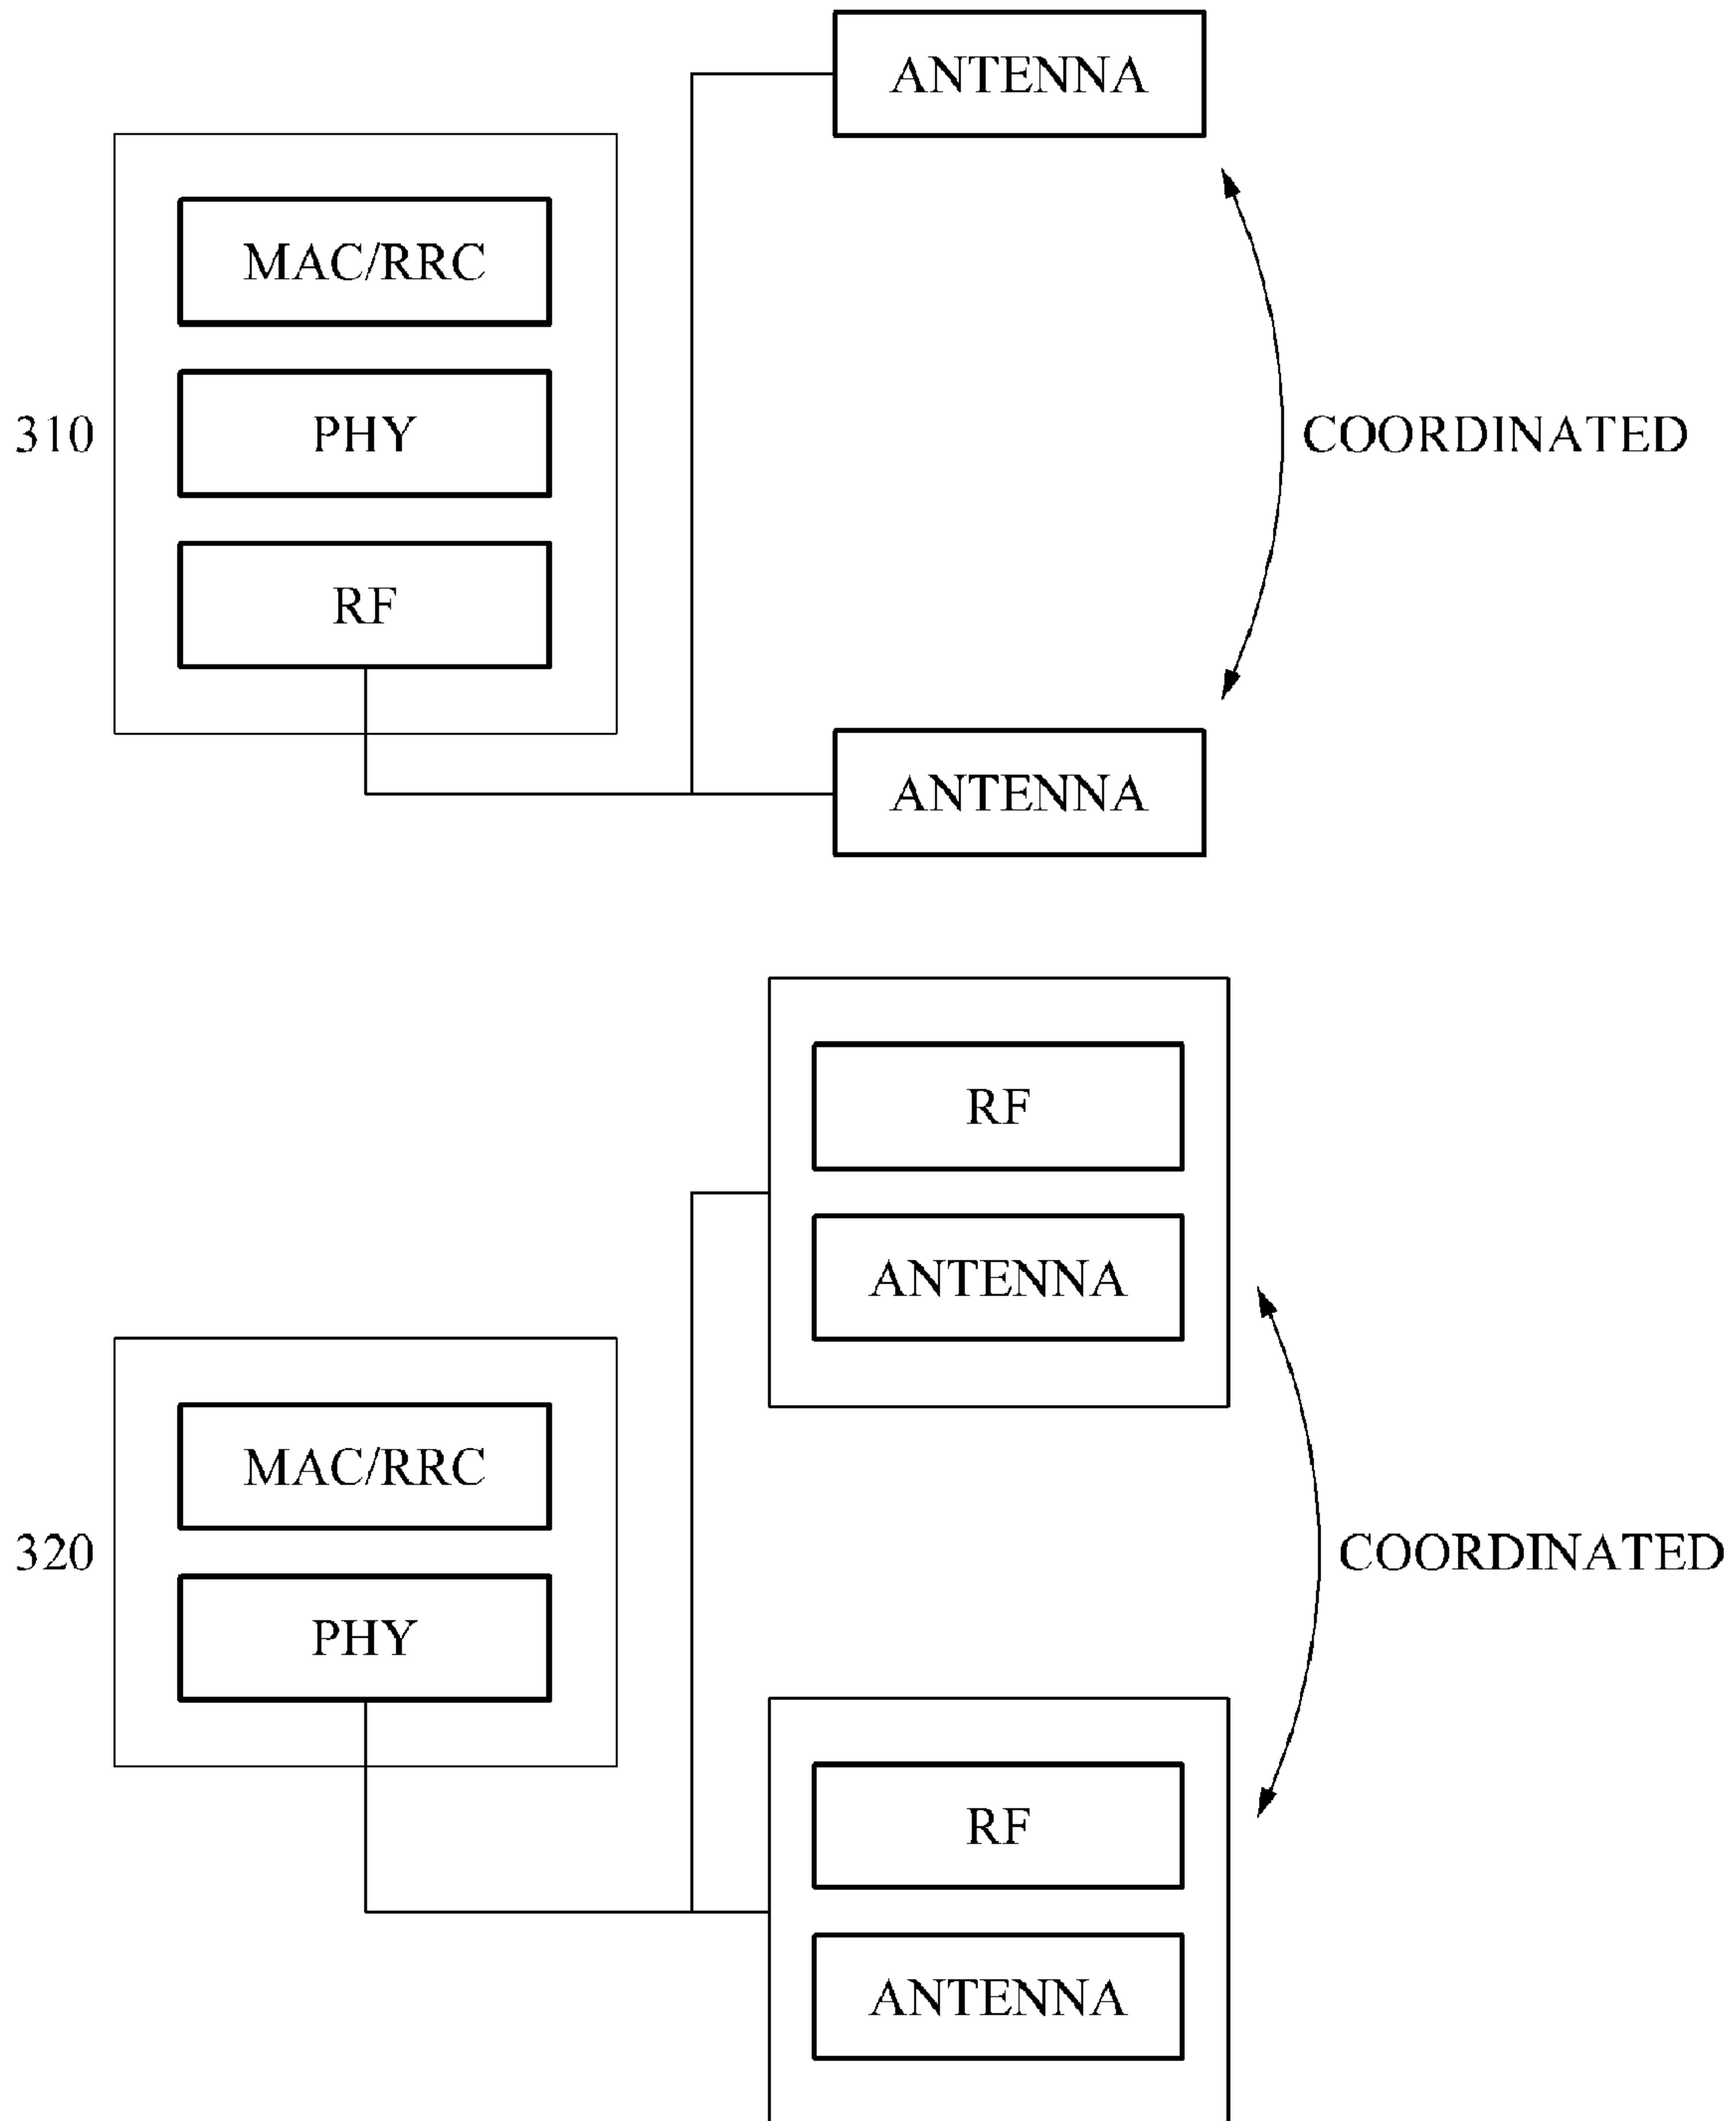 ANTENNA
MAC/RRC
310
PHY
COORDINATED
RF
ANTENNA
RF
ANTENNA
MAC/RRC
320
COORDINATED
PHY
RF
ANTENNA